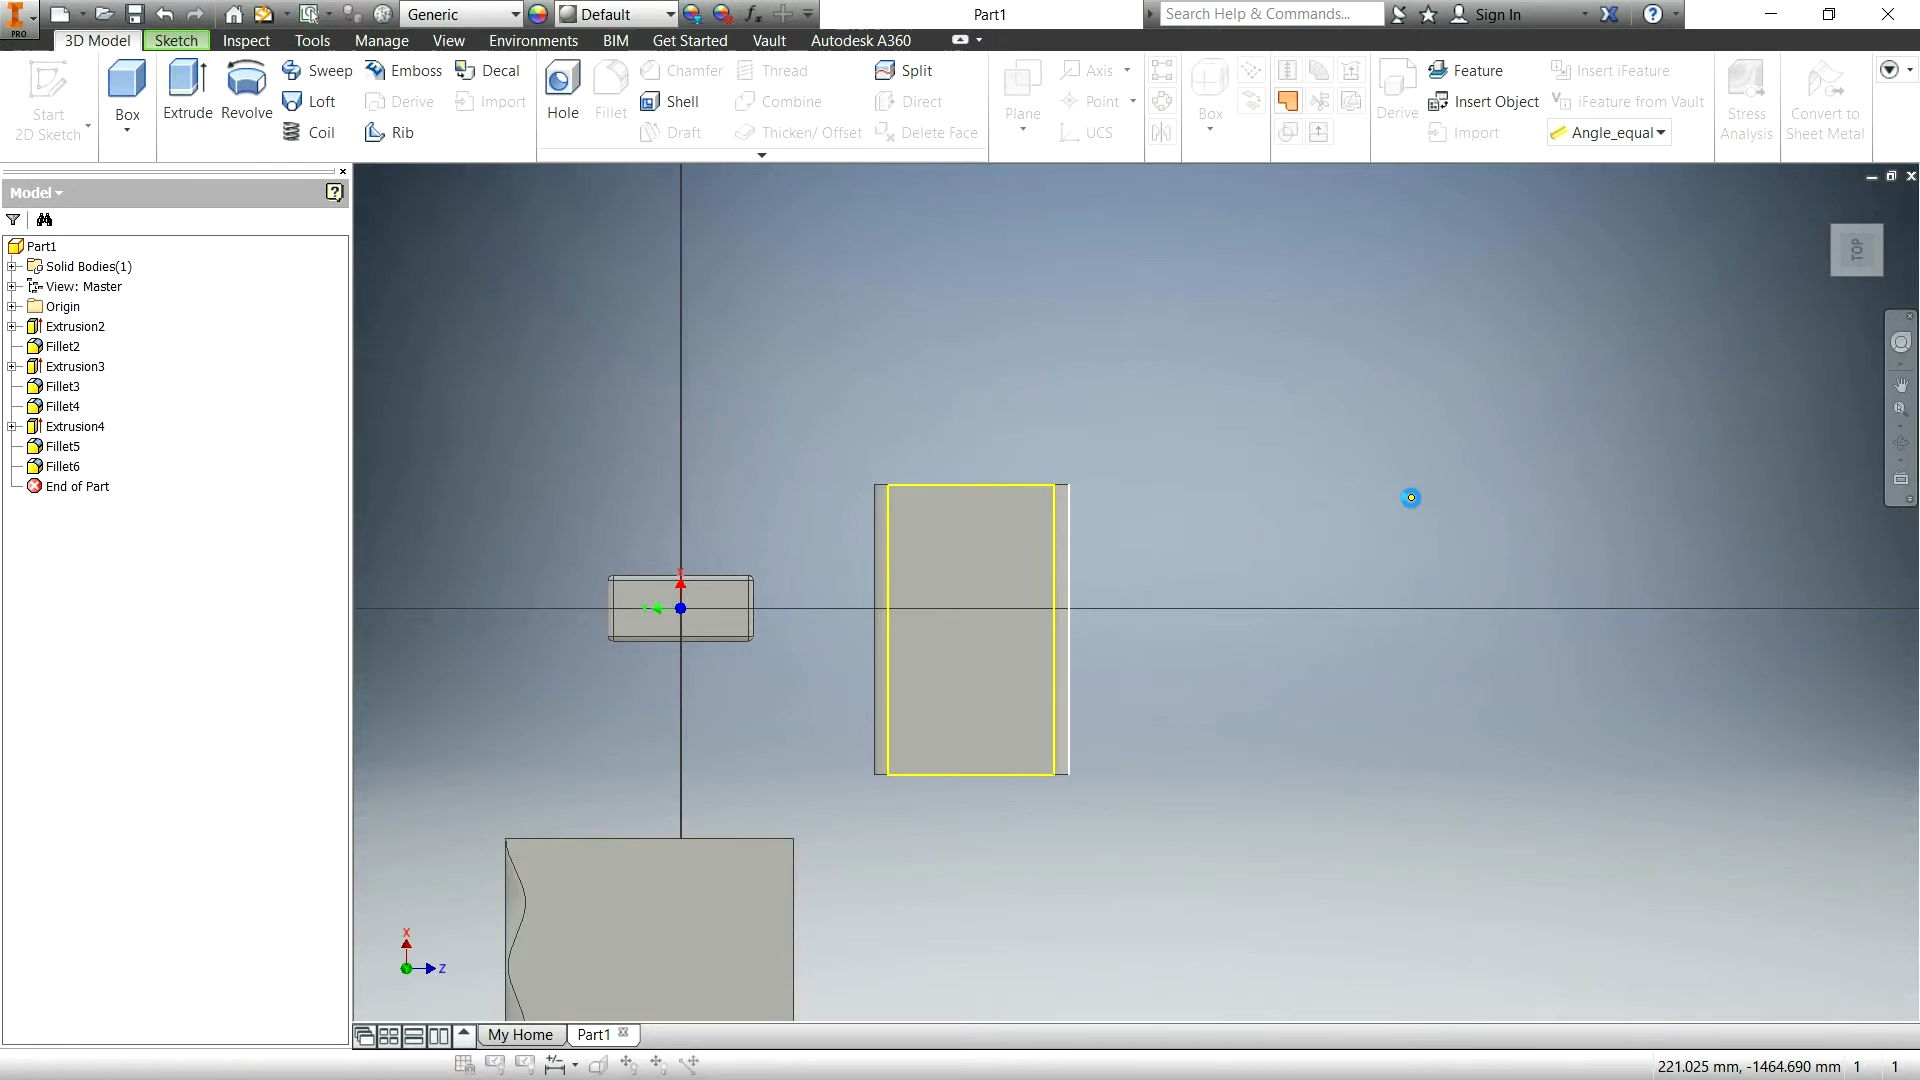 PRO
Generic
Default
Part1
Search Help & Commands...
Sign In
3D Model
Sketch
Inspect
Tools
Manage
View
Environments
BIM
Get Started
Vault
Autodesk A360
Start
2D Sketch
Box
Extrude
Revolve
Sweep
Loft
Coil
Emboss
Derive
Rib
Decal
Import
Hole
Fillet
Chamfer
Shell
Draft
Thread
Combine
Thicken/ Offset
Split
Direct
Delete Face
Plane
Axis
Point
UCS
Box
Derive
Feature
Insert Object
Import
Insert iFeature
iFeature from Vault
Angle_equal
Stress
Analysis
Convert to
Sheet Metal
Model
Part1
Solid Bodies(1)
View: Master
Origin
Extrusion2
Fillet2
Extrusion3
Fillet3
Fillet4
Extrusion4
Fillet5
Fillet6
End of Part
TOP
X
X
Z
My Home
Part1
221.025 mm, -1464.690 mm
1
1